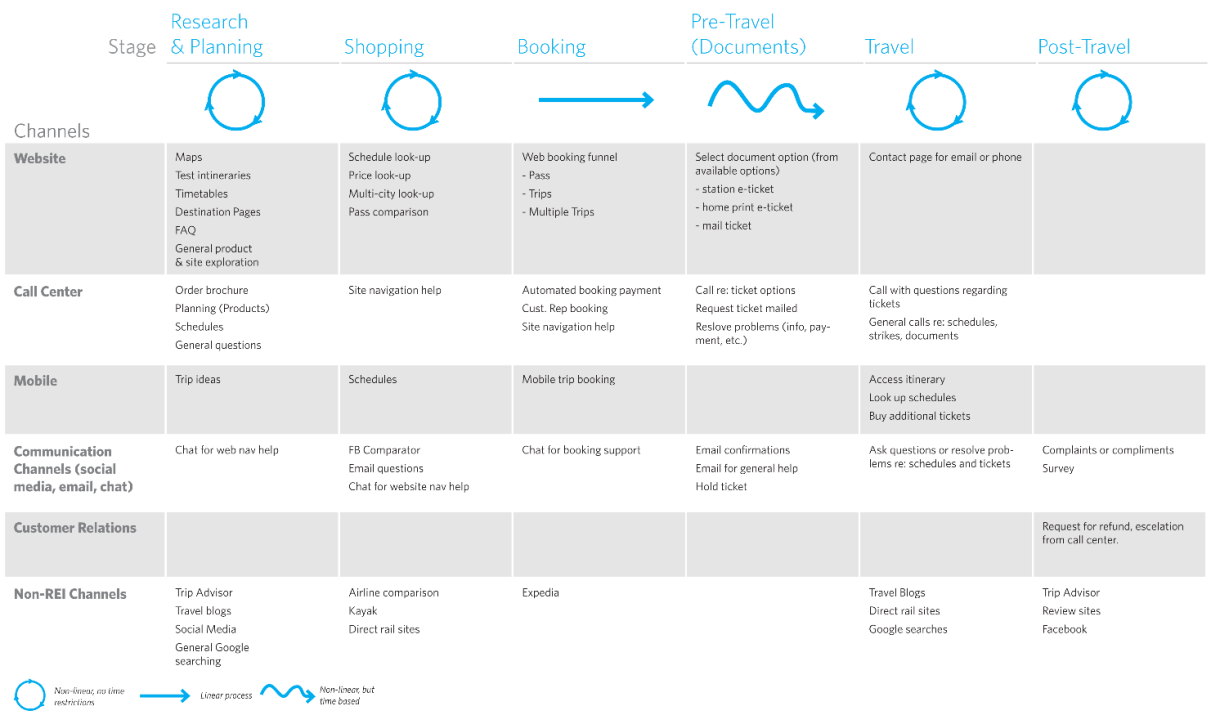 Stage
Research
& Planning
Shopping
Booking
Pre-Travel
(Documents)
Travel
Post-Travel
Channels
Website
Maps
Test intineraries
Timetables
Destination Pages
FAQ
General product
& site exploration
Schedule look-up
Price look-up
Multi-city look-up
Pass comparison
Web booking funnel
- Pass
- Trips
- Multiple Trips
Select document option (from
available options)
- station e-ticket
- home print e-ticket
- mail ticket
Contact page for email or phone
Call Center
Order brochure
Planning (Products)
Schedules
General questions
Site navigation help
Automated booking payment
Cust. Rep booking
Site navigation help
Call re: ticket options
Request ticket mailed
Reslove problems (info, pay-
ment, etc.)
Call with questions regarding
tickets
General calls re: schedules,
strikes, documents
Mobile
Trip ideas
Schedules
Mobile trip booking
Access itinerary
Look up schedules
Buy additional tickets
Communication
Channels (social
media, email, chat)
Chat for web nav help
FB Comparator
Email questions
Chat for website nav help
Chat for booking support
Email confirmations
Email for general help
Hold ticket
Ask questions or resolve prob-
lems re: schedules and tickets
Complaints or compliments
Survey
Customer Relations
Request for refund, escelation
from call center.
Non-REI Channels
Trip Advisor
Travel blogs
Social Media
General Google
searching
Airline comparison
Kayak
Direct rail sites
Expedia
Travel Blogs
Direct rail sites
Google searches
Trip Advisor
Review sites
Facebook
Non-linear, no time
restrictions
Linear process
Non-linear, but
time based